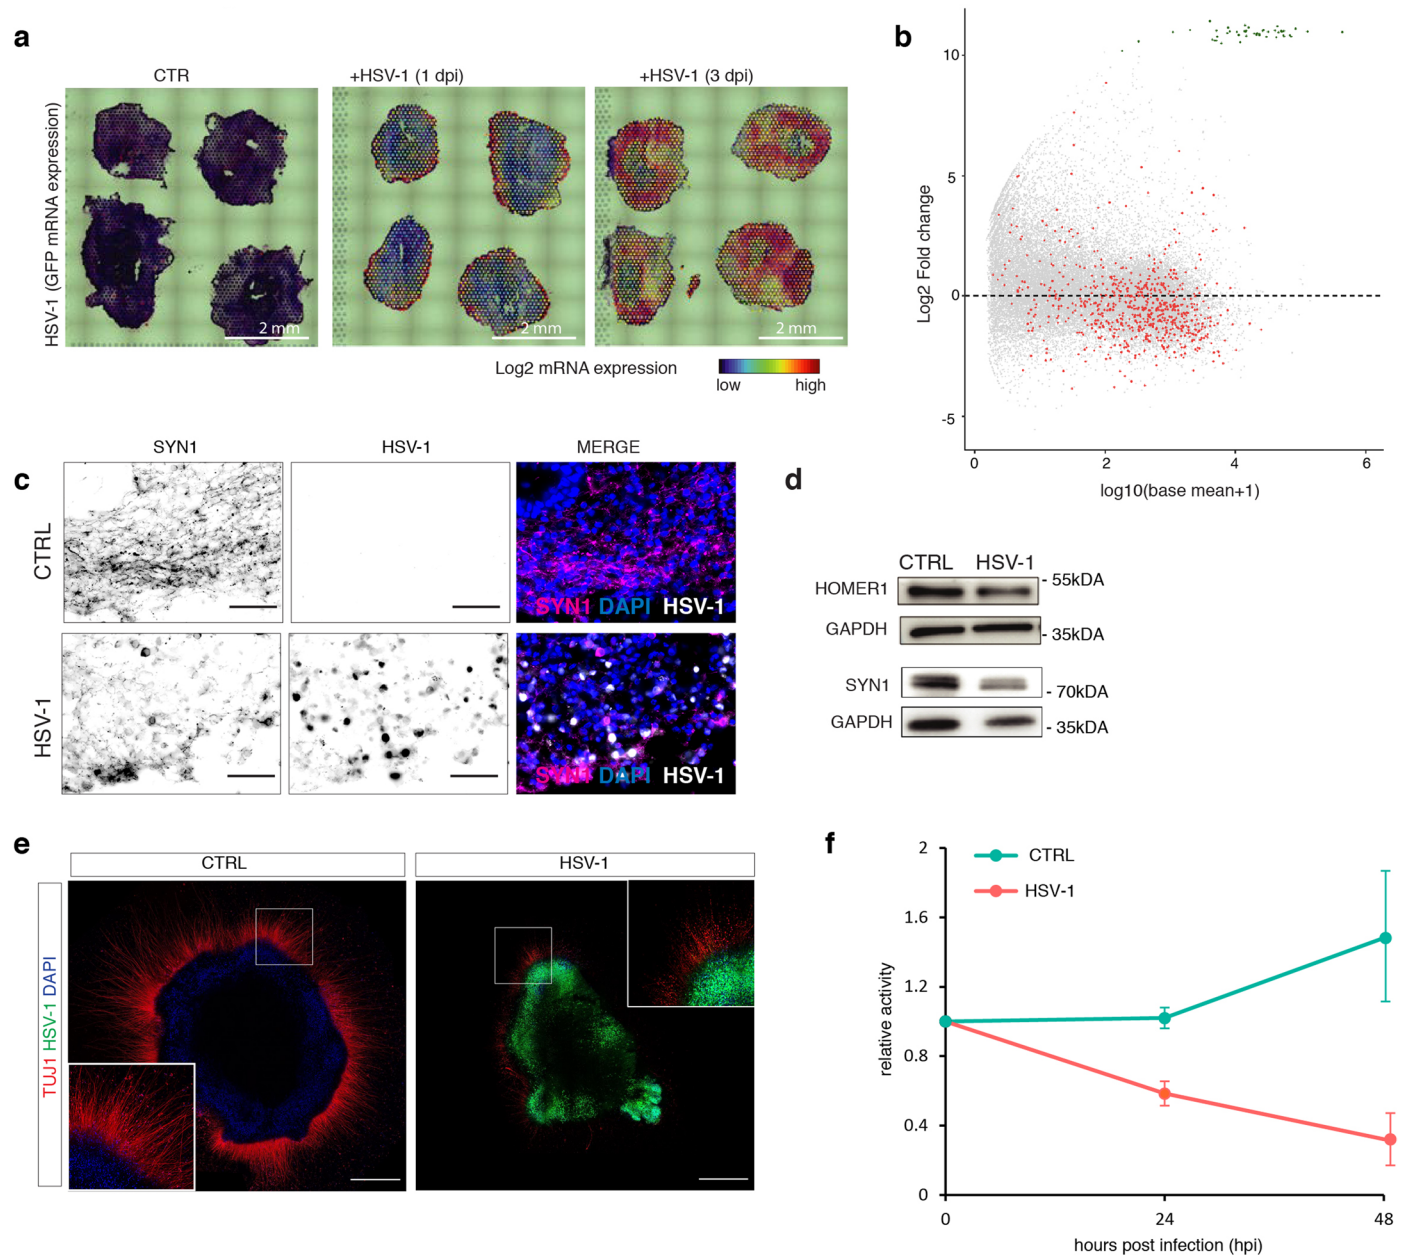 a
CTR
+HSV-1 (1 dpi)
+HSV-1 (3 dpi)
HSV-1 (GFP mRNA expression)
2 mm
2 mm
2 mm
Log2 mRNA expression
low
high
b
Log2 Fold change
10
5
0
-5
0
2
4
6
log10(base mean+1)
c
SYN1
HSV-1
MERGE
CTRL
SYN1 DAPI HSV-1
HSV-1
SYN1 DAPI HSV-1
d
CTRL
HSV-1
HOMER1
- 55kDA
GAPDH
- 35kDA
SYN1
- 70kDA
GAPDH
- 35kDA
e
CTRL
HSV-1
TUJ1 HSV-1 DAPI
f
CTRL
HSV-1
relative activity
2
1.6
1.2
0.8
0.4
0
0
24
48
hours post infection (hpi)